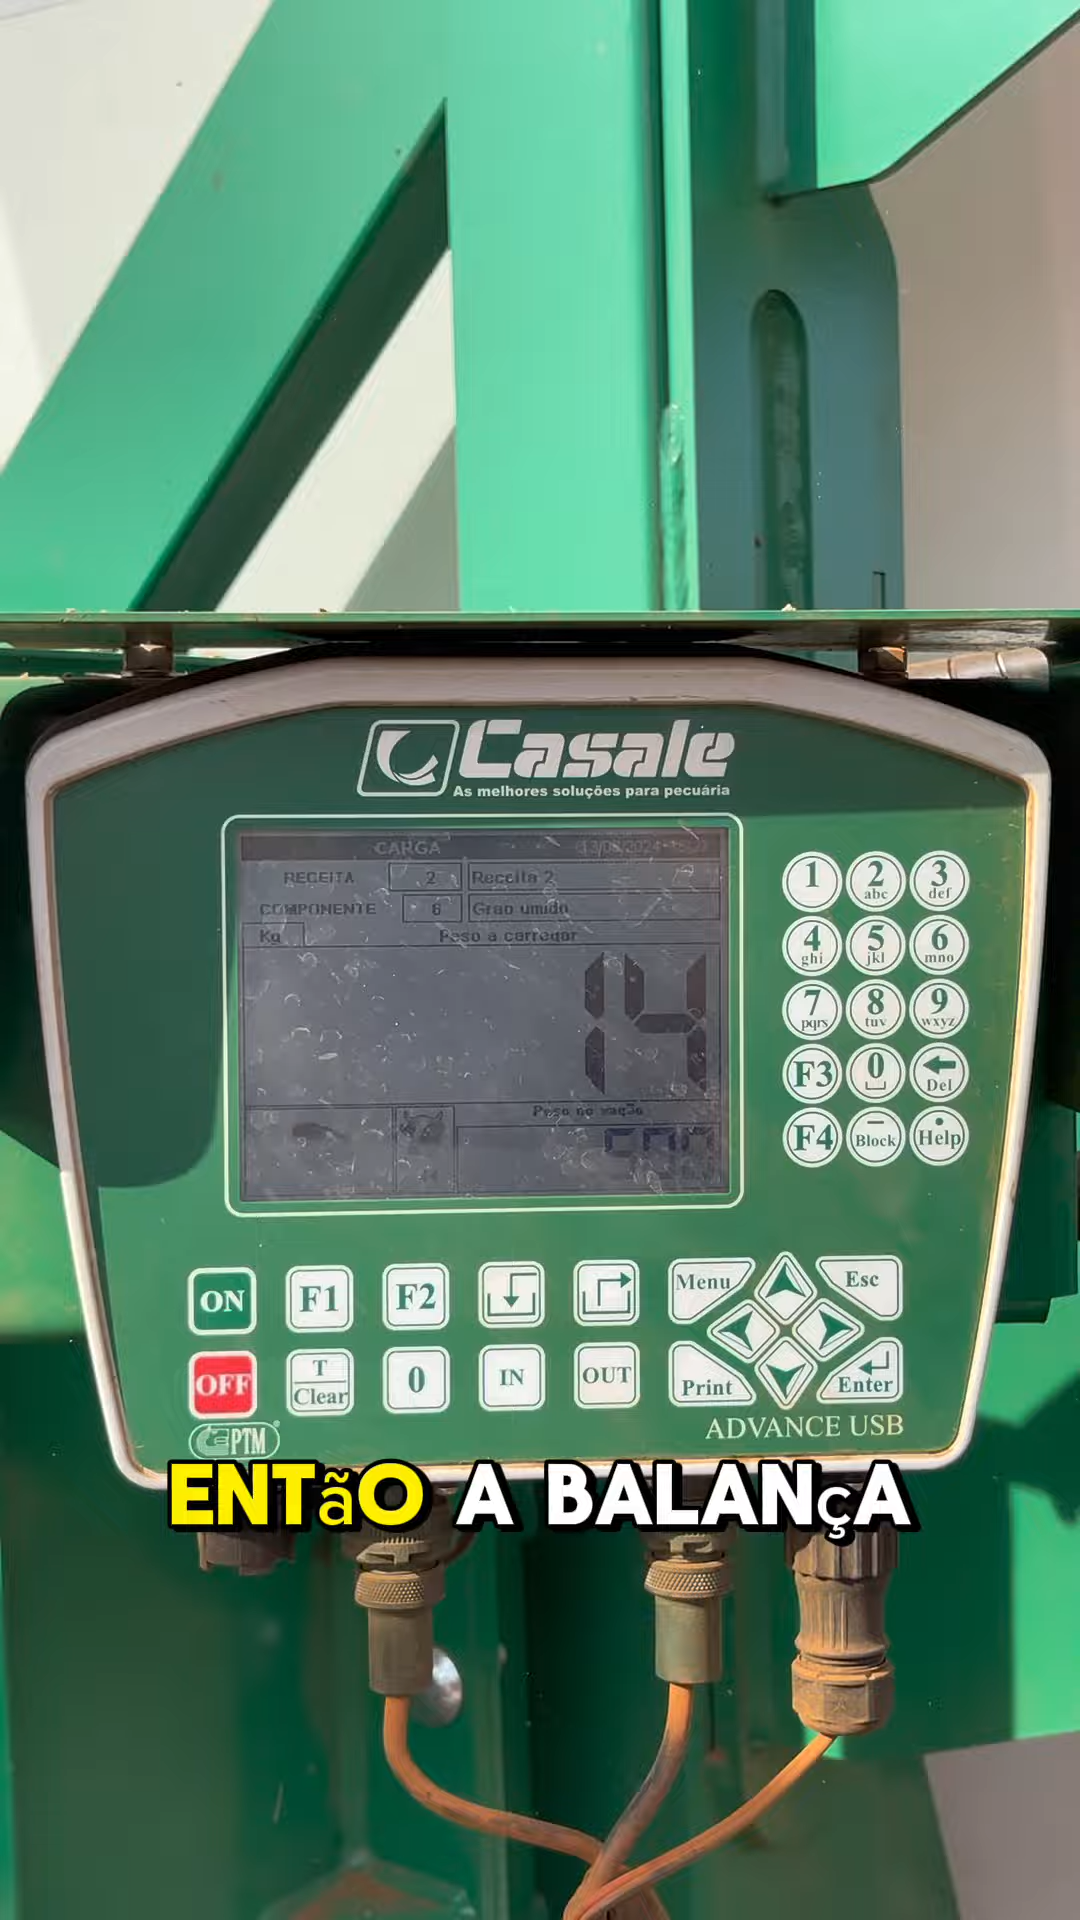 Casale
As melhores soluções para pecuária
CARGA
RECEITA 2 Receita 2
COMPONENTE 6 Grao umido
Kg Peso a carregar
14
Peso no vagão
1 2 abc 3 def
4 ghi 5 jkl 6 mno
7 pqrs 8 tuv 9 wxyz
F3 0 Del
F4 Block Help
ON F1 F2 Menu Esc
OFF T Clear 0 IN OUT Print Enter
PTM
ADVANCE USB
ENTãO A BALANçA